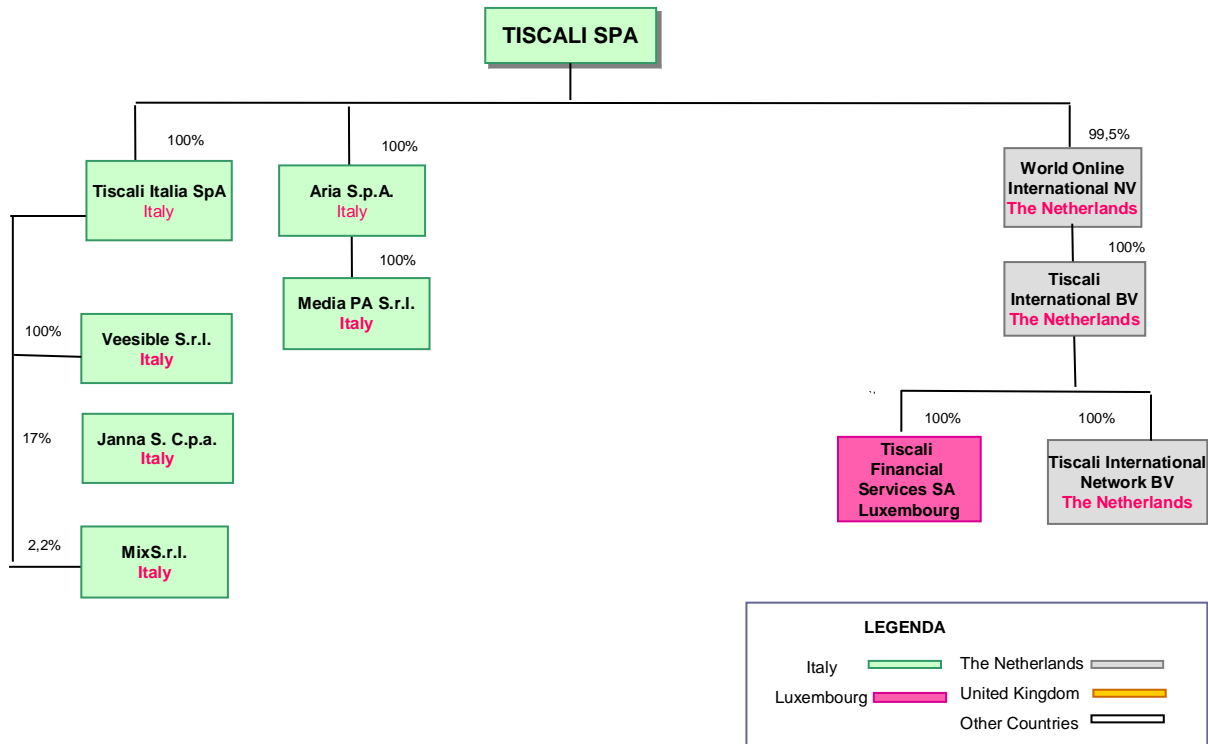 TISCALI SPA
100%
100%
99,5%
Tiscali Italia SpA
Italy
Aria S.p.A.
Italy
World Online
International NV
The Netherlands
100%
100%
Media PA S.r.l.
Italy
Tiscali
International BV
The Netherlands
100%
Veesible S.r.l.
Italy
17%
Janna S. C.p.a.
Italy
100%
100%
Tiscali
Financial
Services SA
Luxembourg
Tiscali International
Network BV
The Netherlands
2,2%
MixS.r.l.
Italy
LEGENDA
Italy
The Netherlands
Luxembourg
United Kingdom
Other Countries